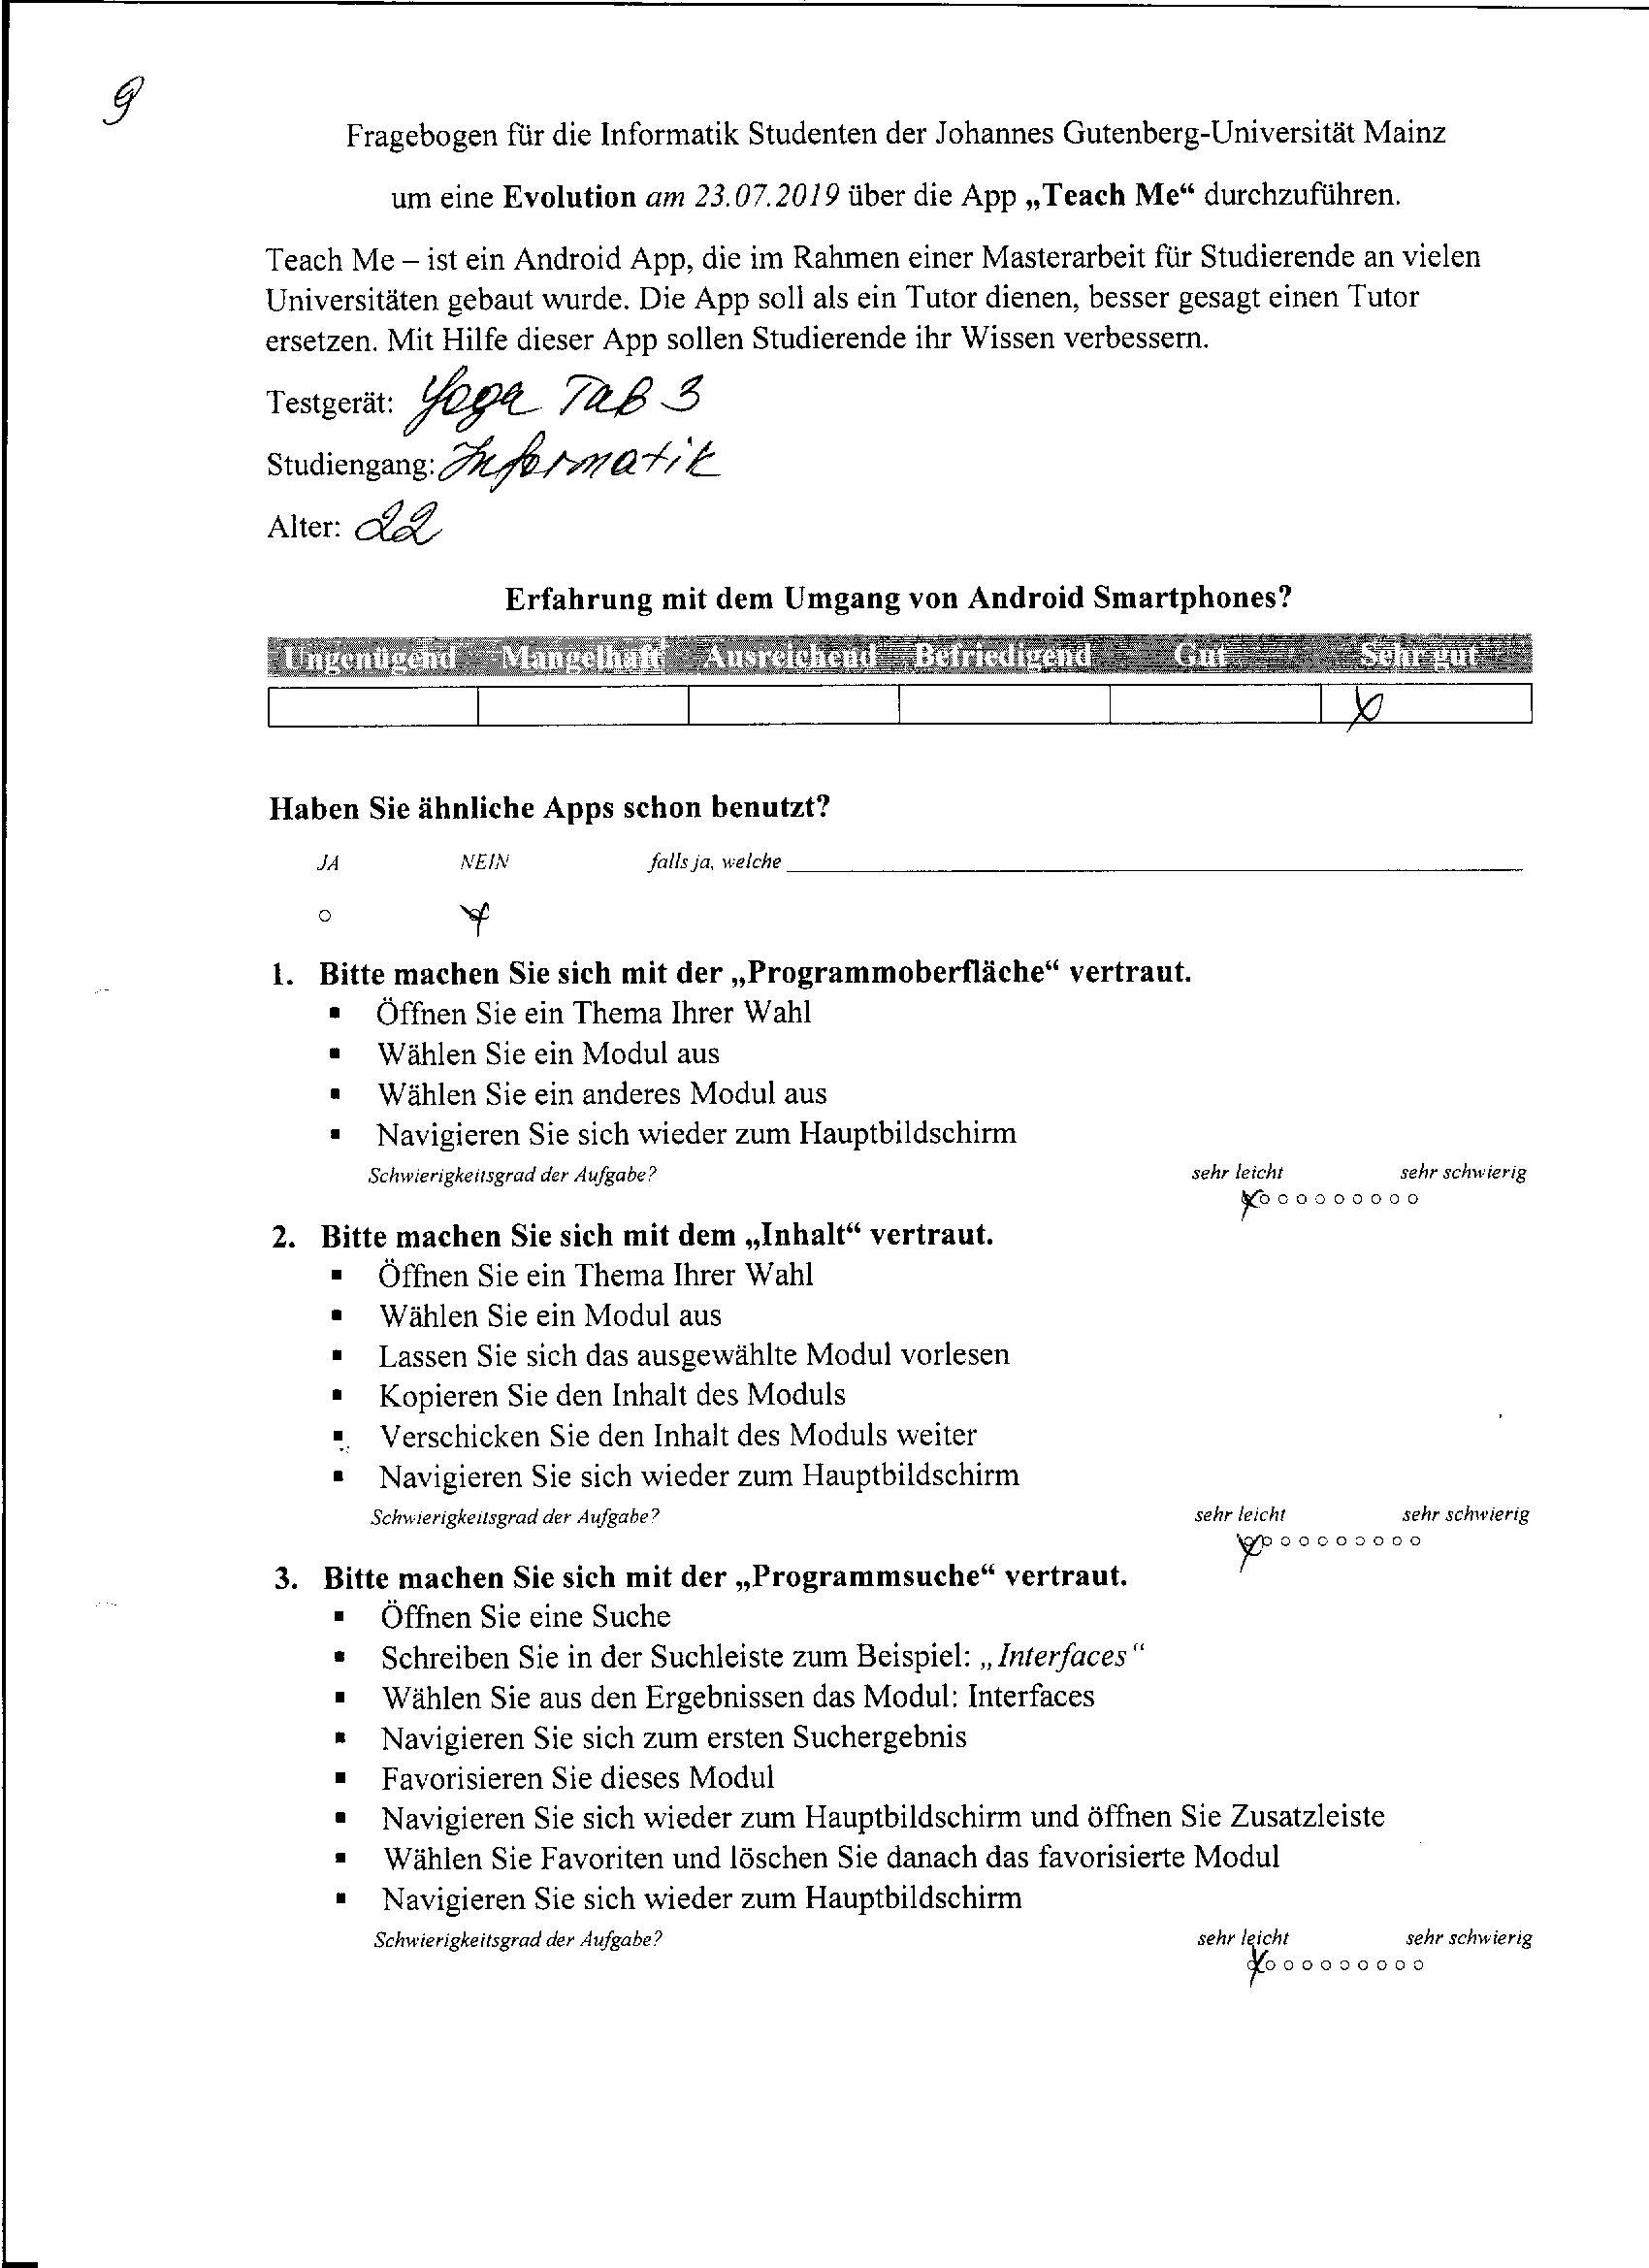 9
Fragebogen für die Informatik Studenten der Johannes Gutenberg-Universität Mainz
um eine Evolution am 23.07.2019 über die App „Teach Me“ durchzuführen.
Teach Me – ist ein Android App, die im Rahmen einer Masterarbeit für Studierende an vielen
Universitäten gebaut wurde. Die App soll als ein Tutor dienen, besser gesagt einen Tutor
ersetzen. Mit Hilfe dieser App sollen Studierende ihr Wissen verbessern.
Testgerät: Yoga Tab 3
Studiengang: Informatik
Alter: 22
Erfahrung mit dem Umgang von Android Smartphones?
Ungenügend Mangelhaft Ausreichend Befriedigend Gut Sehr gut
Haben Sie ähnliche Apps schon benutzt?
JA NEIN falls ja, welche
1. Bitte machen Sie sich mit der „Programmoberfläche“ vertraut.
▪ Öffnen Sie ein Thema Ihrer Wahl
▪ Wählen Sie ein Modul aus
▪ Wählen Sie ein anderes Modul aus
▪ Navigieren Sie sich wieder zum Hauptbildschirm
Schwierigkeitsgrad der Aufgabe? sehr leicht sehr schwierig
2. Bitte machen Sie sich mit dem „Inhalt“ vertraut.
▪ Öffnen Sie ein Thema Ihrer Wahl
▪ Wählen Sie ein Modul aus
▪ Lassen Sie sich das ausgewählte Modul vorlesen
▪ Kopieren Sie den Inhalt des Moduls
▪ Verschicken Sie den Inhalt des Moduls weiter
▪ Navigieren Sie sich wieder zum Hauptbildschirm
Schwierigkeitsgrad der Aufgabe? sehr leicht sehr schwierig
3. Bitte machen Sie sich mit der „Programmsuche“ vertraut.
▪ Öffnen Sie eine Suche
▪ Schreiben Sie in der Suchleiste zum Beispiel: „Interfaces“
▪ Wählen Sie aus den Ergebnissen das Modul: Interfaces
▪ Navigieren Sie sich zum ersten Suchergebnis
▪ Favorisieren Sie dieses Modul
▪ Navigieren Sie sich wieder zum Hauptbildschirm und öffnen Sie Zusatzleiste
▪ Wählen Sie Favoriten und löschen Sie danach das favorisierte Modul
▪ Navigieren Sie sich wieder zum Hauptbildschirm
Schwierigkeitsgrad der Aufgabe? sehr leicht sehr schwierig